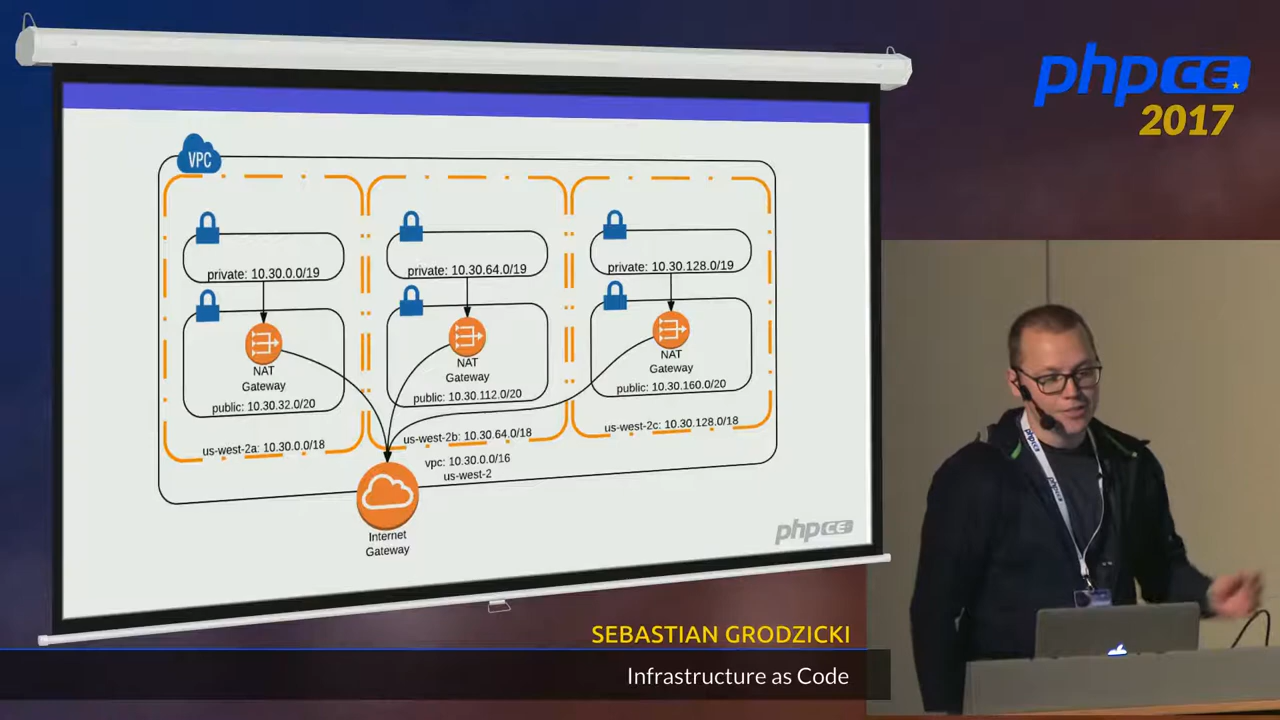 phpCE
2017
VPC
private: 10.30.0.0/19
private: 10.30.64.0/19
private: 10.30.128.0/19
NAT
Gateway
NAT
Gateway
NAT
Gateway
public: 10.30.32.0/20
public: 10.30.112.0/20
public: 10.30.160.0/20
us-west-2a: 10.30.0.0/18
us-west-2b: 10.30.64.0/18
us-west-2c: 10.30.128.0/18
vpc: 10.30.0.0/16
us-west-2
Internet
Gateway
phpCE
SEBASTIAN GRODZICKI
Infrastructure as Code